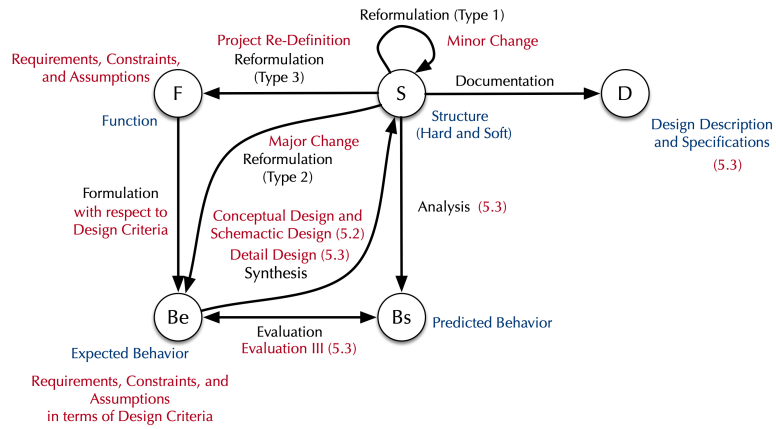 Reformulation (Type 1)
Project Re-Definition
Minor Change
Requirements, Constraints,
and Assumptions
Reformulation
(Type 3)
Documentation
F
S
D
Function
Structure
(Hard and Soft)
Design Description
and Specifications
(5.3)
Major Change
Reformulation
(Type 2)
Formulation
with respect to
Design Criteria
Analysis (5.3)
Conceptual Design and
Schemactic Design (5.2)
Detail Design (5.3)
Synthesis
Be
Bs
Predicted Behavior
Evaluation
Evaluation III (5.3)
Expected Behavior
Requirements, Constraints, and
Assumptions
in terms of Design Criteria